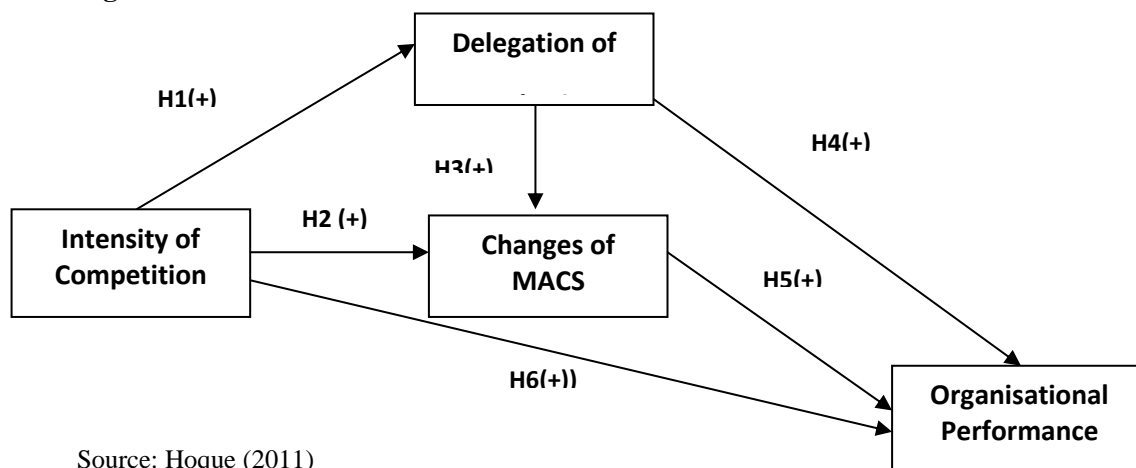 Delegation of
H1(+)
H4(+)
H3(+)
H2 (+)
Intensity of
Competition
Changes of
MACS
H5(+)
H6(+))
Organisational
Performance
Source: Hoque (2011)